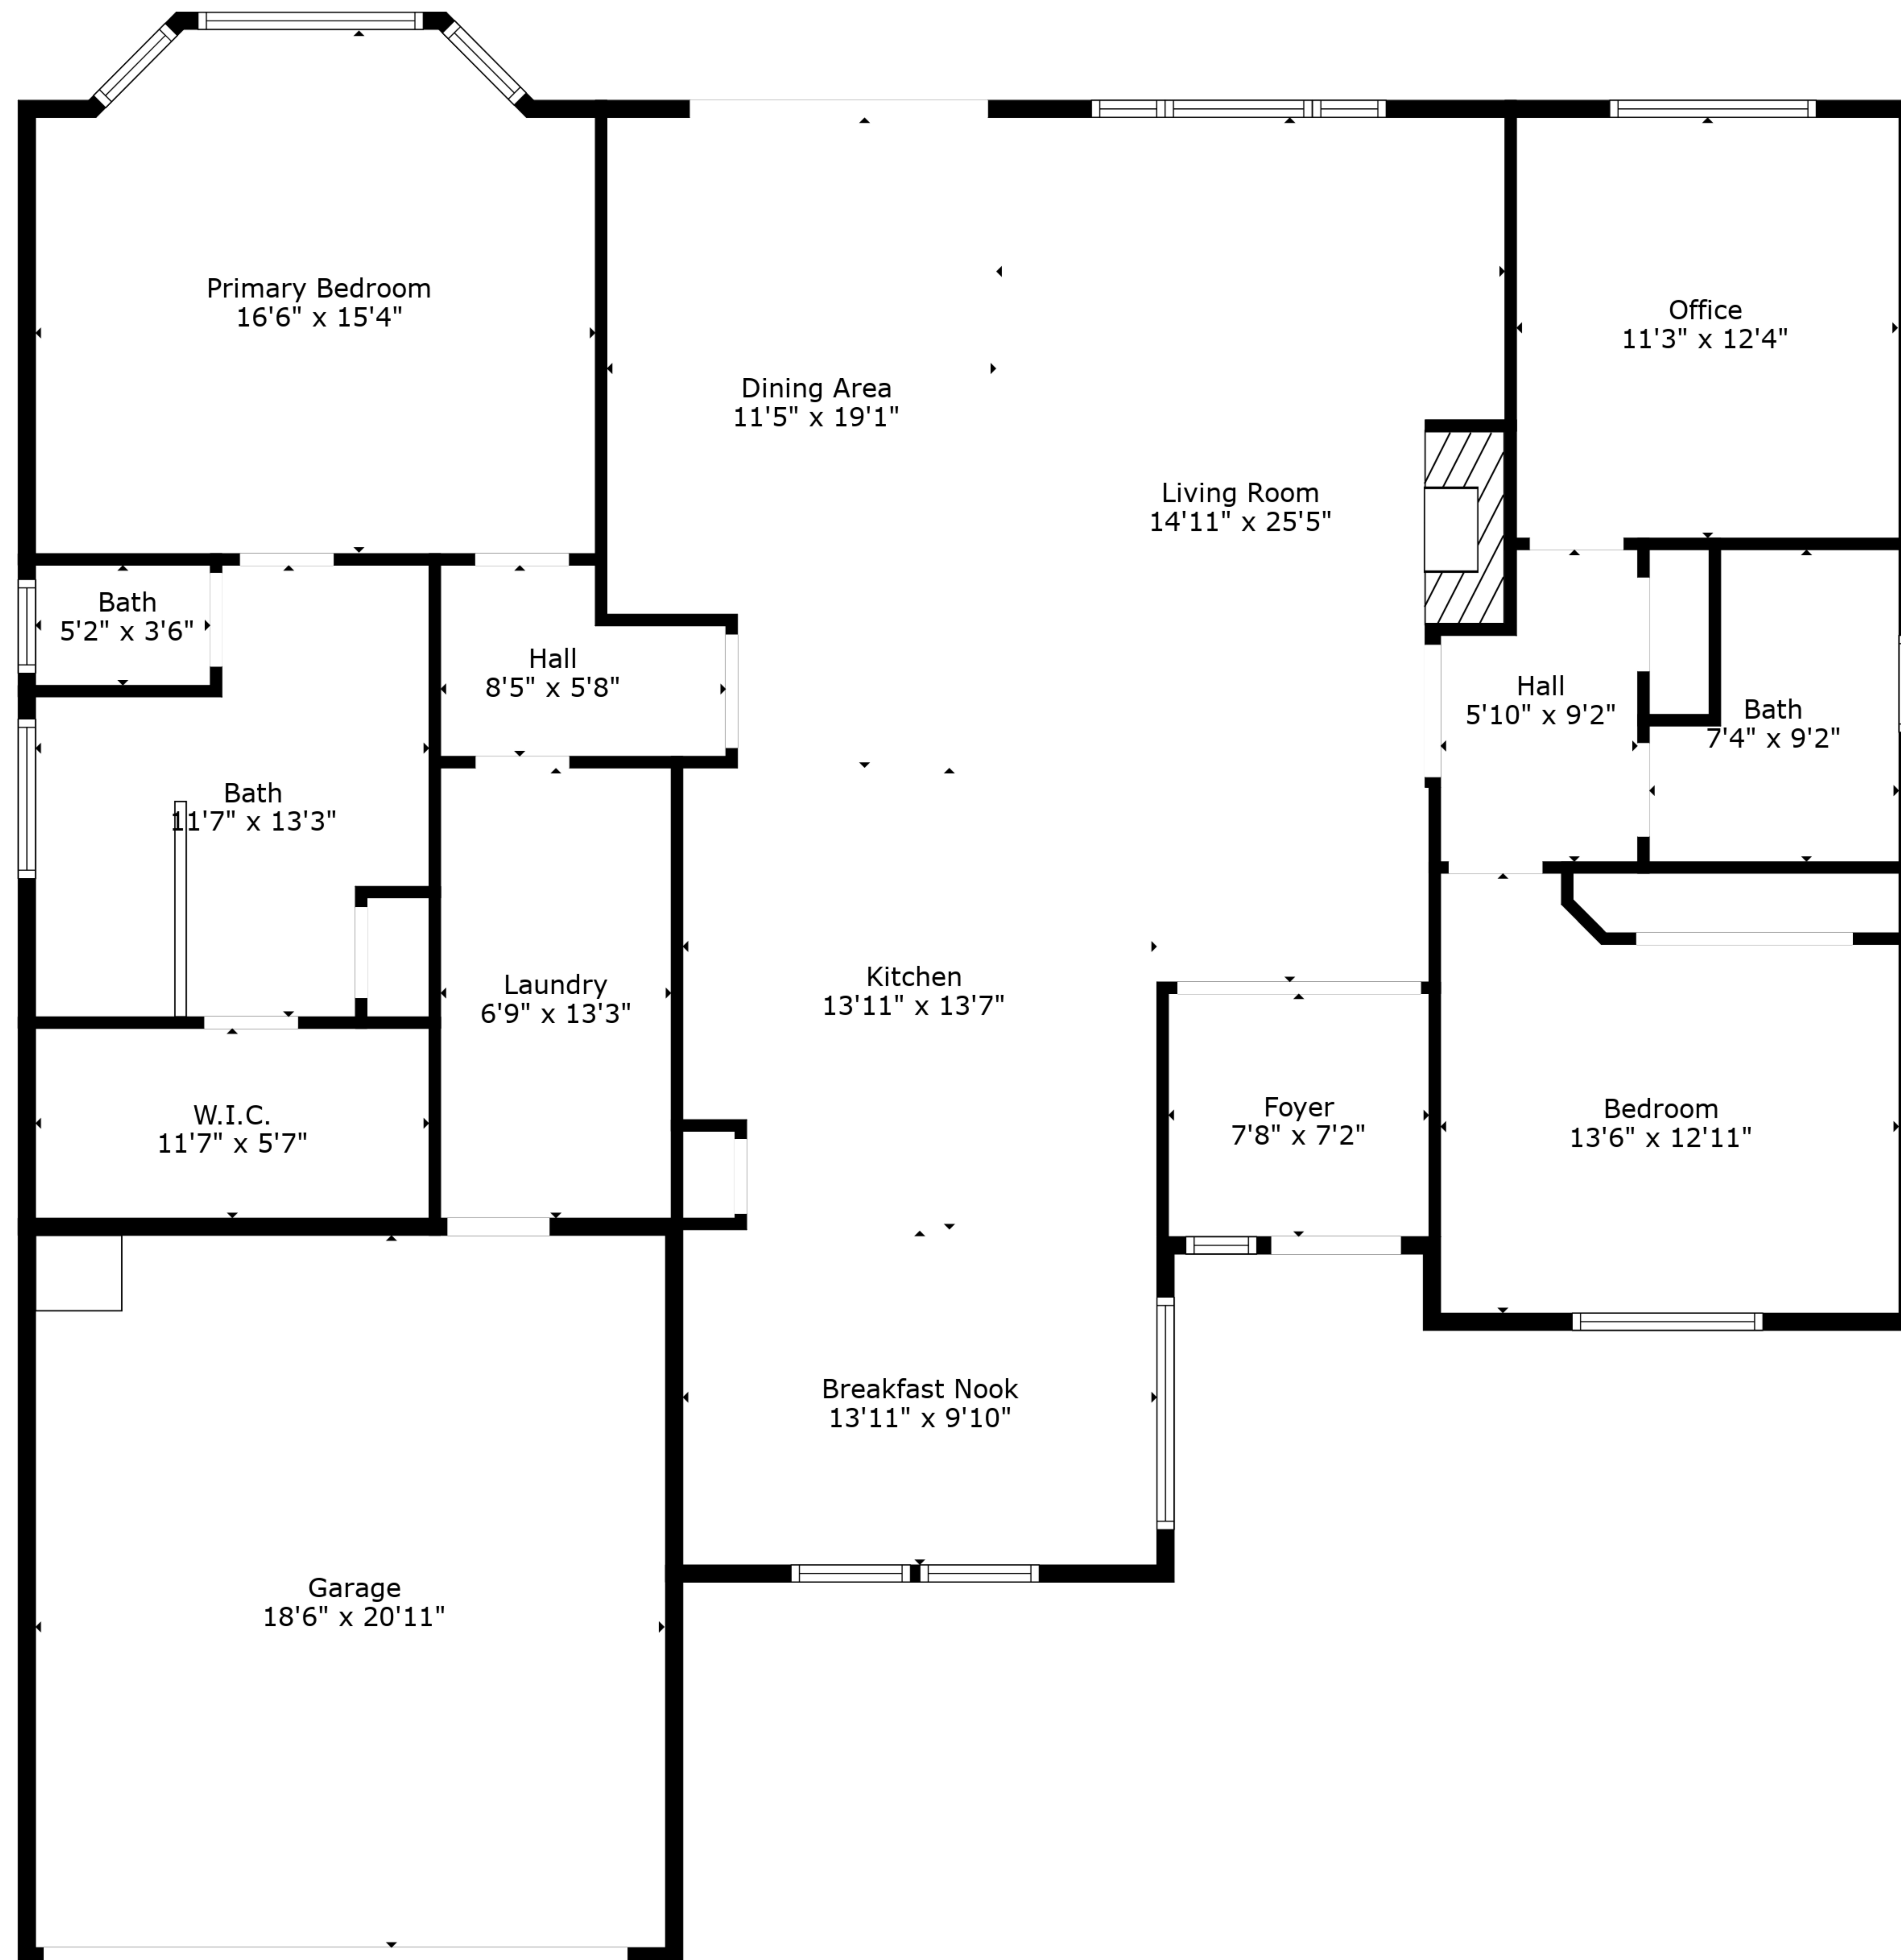 Primary Bedroom
16'6" x 15'4"
Office
11'3" x 12'4"
Dining Area
11'5" x 19'1"
Living Room
14'11" x 25'5"
Bath
5'2" x 3'6"
Hall
8'5" x 5'8"
Hall
5'10" x 9'2"
Bath
7'4" x 9'2"
Bath
11'7" x 13'3"
Laundry
6'9" x 13'3"
Kitchen
13'11" x 13'7"
W.I.C.
11'7" x 5'7"
Foyer
7'8" x 7'2"
Bedroom
13'6" x 12'11"
Breakfast Nook
13'11" x 9'10"
Garage
18'6" x 20'11"